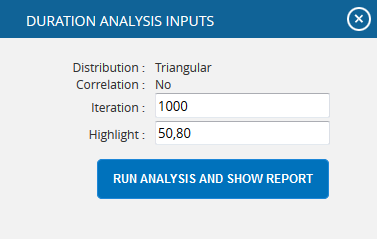 DURATION ANALYSIS INPUTS
Distribution : Triangular
Correlation : No
Iteration : 1000
Highlight : 50,80
RUN ANALYSIS AND SHOW REPORT